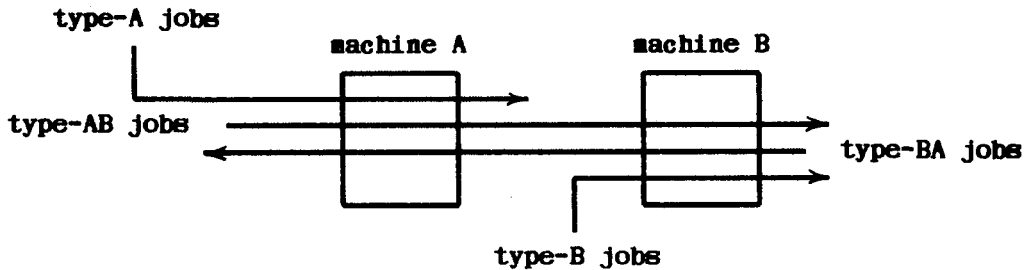 type-A jobs
machine A
machine B
type-AB jobs
type-BA jobs
type-B jobs